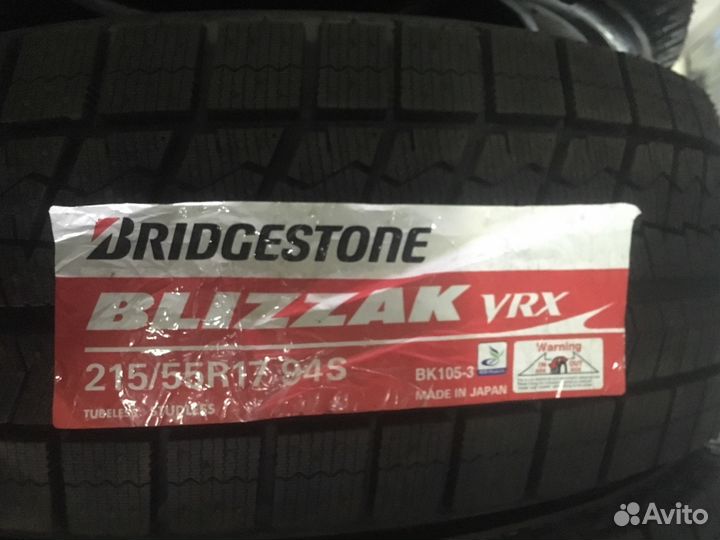 BRIDGESTONE
BLIZZAK VRX
215/55R17 94S
BK105-3
TUBELESS STUDLESS
MADE IN JAPAN
Warning
Avito